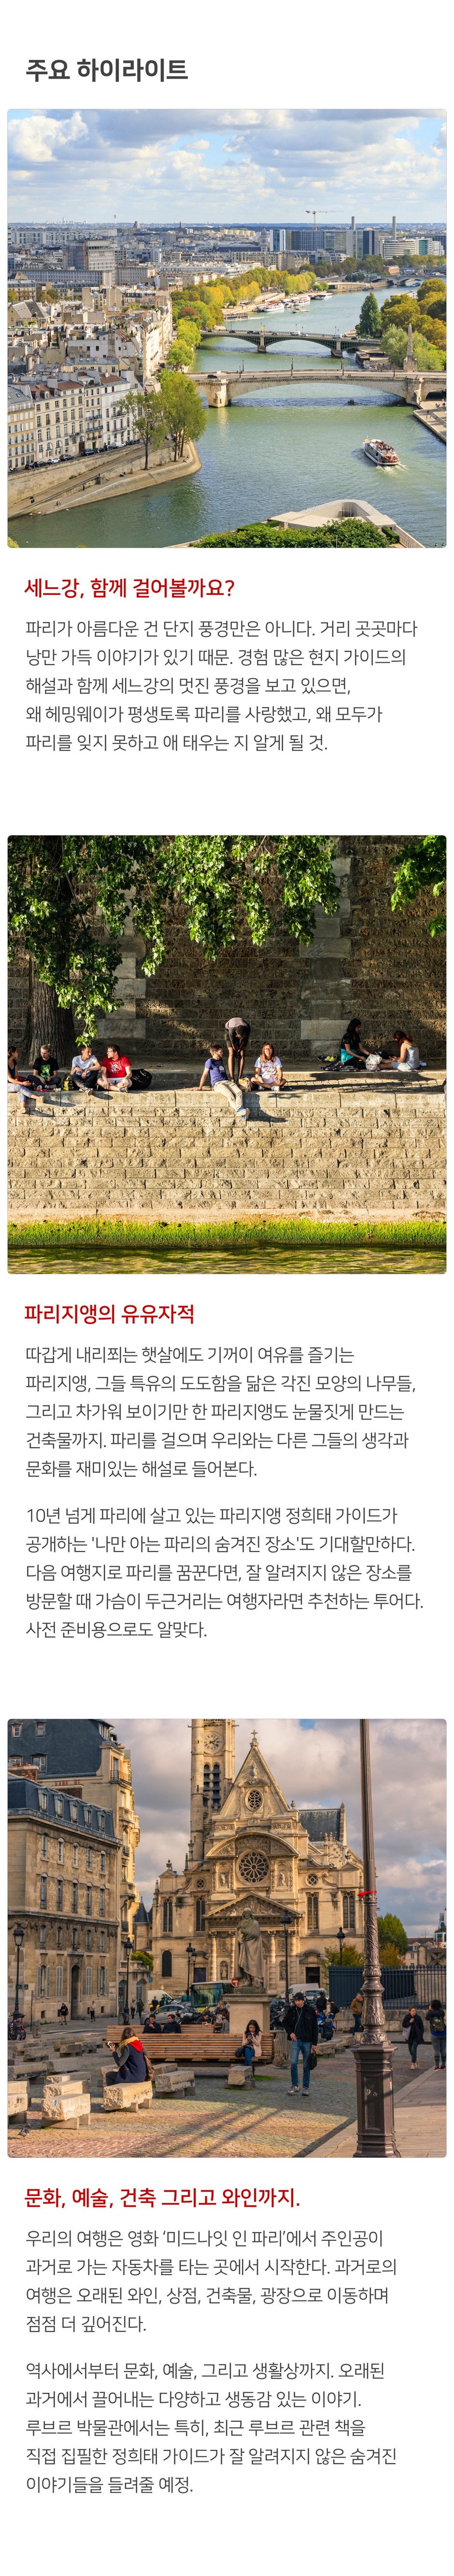 주요 하이라이트
세느강, 함께 걸어볼까요?
파리가 아름다운 건 단지 풍경만은 아니다. 거리 곳곳마다
낭만 가득 이야기가 있기 때문. 경험 많은 현지 가이드의
해설과 함께 세느강의 멋진 풍경을 보고 있으면,
왜 헤밍웨이가 평생토록 파리를 사랑했고, 왜 모두가
파리를 잊지 못하고 애 태우는 지 알게 될 것.
파리지앵의 유유자적
따갑게 내리쬐는 햇살에도 기꺼이 여유를 즐기는
파리지앵, 그들 특유의 도도함을 닮은 각진 모양의 나무들,
그리고 차가워 보이기만 한 파리지앵도 눈물짓게 만드는
건축물까지. 파리를 걸으며 우리와는 다른 그들의 생각과
문화를 재미있는 해설로 들어본다.
10년 넘게 파리에 살고 있는 파리지앵 정희태 가이드가
공개하는 '나만 아는 파리의 숨겨진 장소'도 기대할만하다.
다음 여행지로 파리를 꿈꾼다면, 잘 알려지지 않은 장소를
방문할 때 가슴이 두근거리는 여행자라면 추천하는 투어다.
사전 준비용으로도 알맞다.
문화, 예술, 건축 그리고 와인까지.
우리의 여행은 영화 ‘미드나잇 인 파리’에서 주인공이
과거로 가는 자동차를 타는 곳에서 시작한다. 과거로의
여행은 오래된 와인, 상점, 건축물, 광장으로 이동하며
점점 더 깊어진다.
역사에서부터 문화, 예술, 그리고 생활상까지. 오래된
과거에서 끌어내는 다양하고 생동감 있는 이야기.
루브르 박물관에서는 특히, 최근 루브르 관련 책을
직접 집필한 정희태 가이드가 잘 알려지지 않은 숨겨진
이야기들을 들려줄 예정.